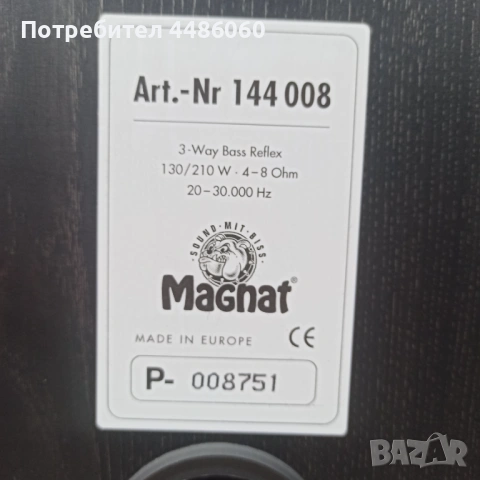 Потребител 4486060
Art.-Nr 144 008
3-Way Bass Reflex
130/210 W - 4-8 Ohm
20-30.000 Hz
·SOUND·MIT·BISS·
Magnat®
MADE IN EUROPE CE
P- 008751
BAZAR